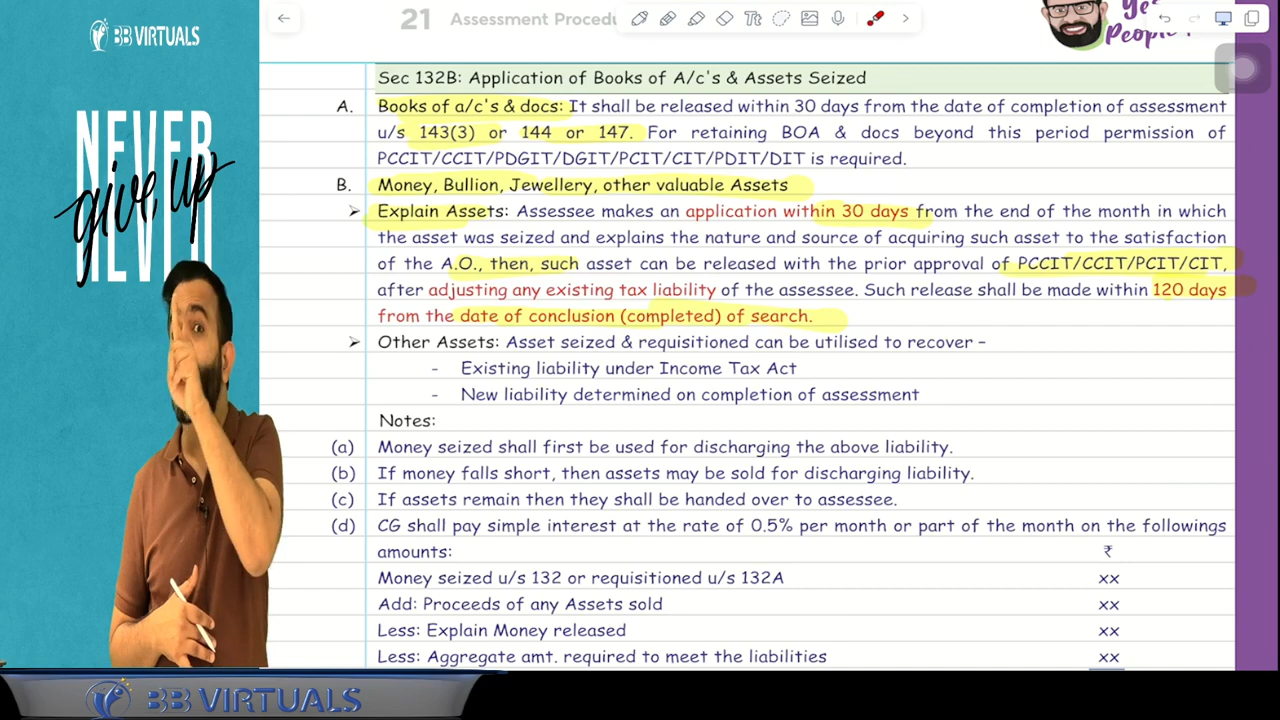 BB VIRTUALS
NEVER
give up
NEVER
21 Assessment Procedu
Tt
Ye
People
Sec 132B: Application of Books of A/c's & Assets Seized
A. Books of a/c's & docs: It shall be released within 30 days from the date of completion of assessment
u/s 143(3) or 144 or 147. For retaining BOA & docs beyond this period permission of
PCCIT/CCIT/PDGIT/DGIT/PCIT/CIT/PDIT/DIT is required.
B. Money, Bullion, Jewellery, other valuable Assets
➢ Explain Assets: Assessee makes an application within 30 days from the end of the month in which
the asset was seized and explains the nature and source of acquiring such asset to the satisfaction
of the A.O., then, such asset can be released with the prior approval of PCCIT/CCIT/PCIT/CIT,
after adjusting any existing tax liability of the assessee. Such release shall be made within 120 days
from the date of conclusion (completed) of search.
➢ Other Assets: Asset seized & requisitioned can be utilised to recover –
- Existing liability under Income Tax Act
- New liability determined on completion of assessment
Notes:
(a) Money seized shall first be used for discharging the above liability.
(b) If money falls short, then assets may be sold for discharging liability.
(c) If assets remain then they shall be handed over to assessee.
(d) CG shall pay simple interest at the rate of 0.5% per month or part of the month on the followings
amounts: ₹
Money seized u/s 132 or requisitioned u/s 132A xx
Add: Proceeds of any Assets sold xx
Less: Explain Money released xx
Less: Aggregate amt. required to meet the liabilities xx
BB VIRTUALS